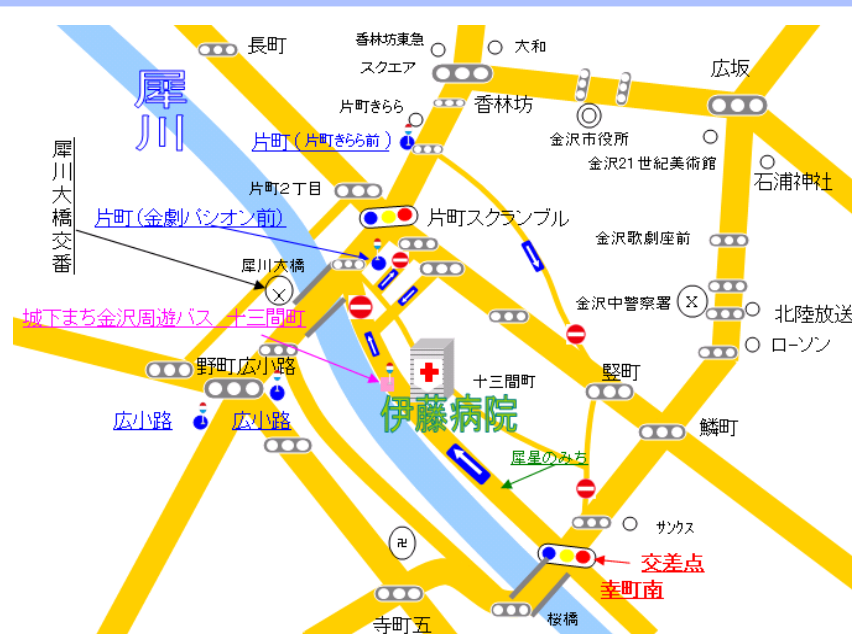 香林坊東急
スクエア
大和
長町
広坂
犀川
片町きらら
香林坊
片町(片町きらら前)
金沢市役所
金沢21世紀美術館
石浦神社
犀川大橋交番
片町2丁目
片町(金劇パシオン前)
片町スクランブル
金沢歌劇座前
犀川大橋
X
城下まち金沢周遊バス 十三間町
金沢中警察署
X
北陸放送
ローソン
野町広小路
十三間町
竪町
広小路
広小路
伊藤病院
鱗町
犀星のみち
サンクス
卍
交差点
幸町南
桜橋
寺町五